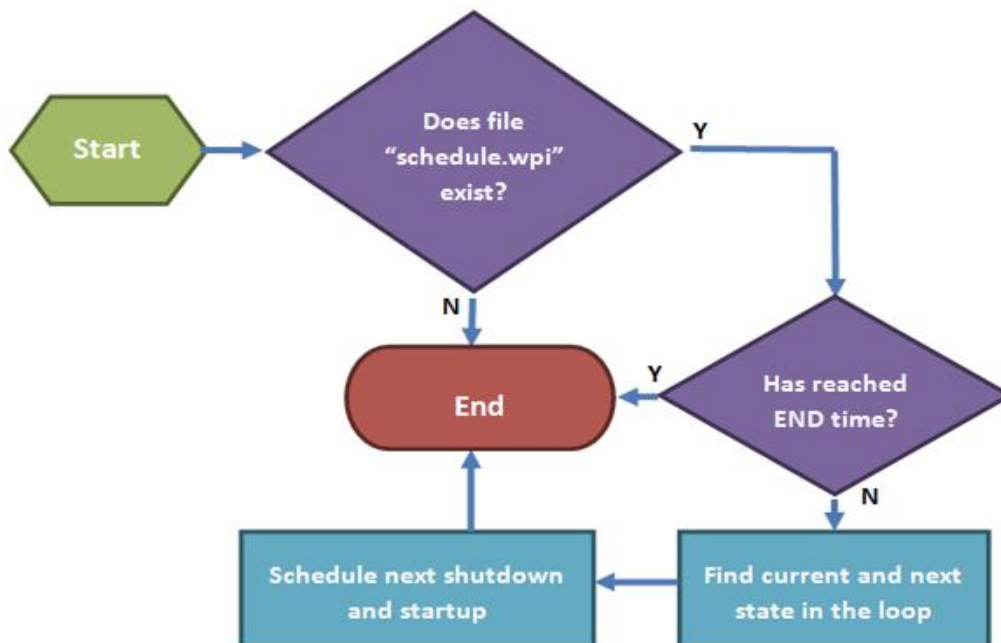 Start
Does file
“schedule.wpi”
exist?
Y
N
End
Y
Has reached
END time?
N
Schedule next shutdown
and startup
Find current and next
state in the loop